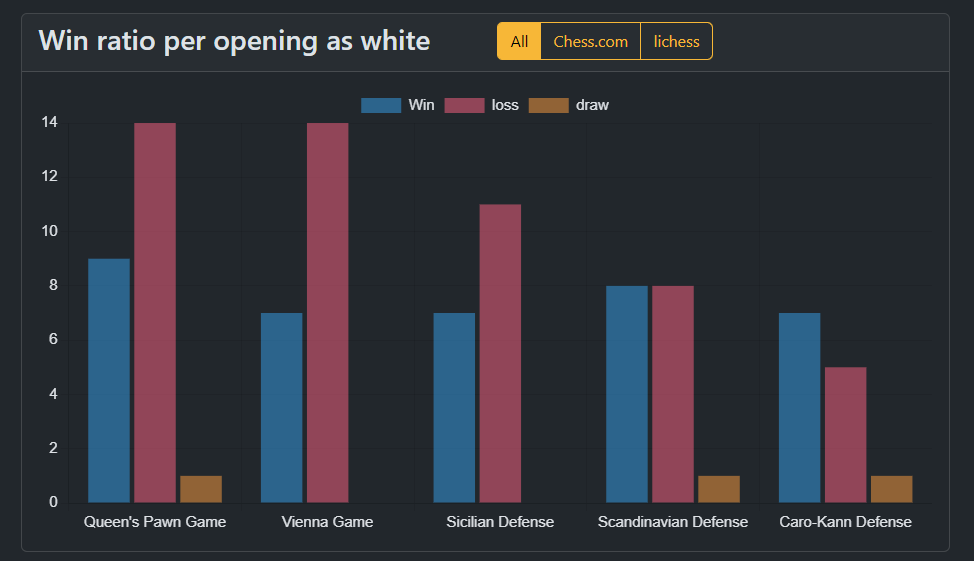 Win ratio per opening as white
All Chess.com lichess
Win loss draw
14
12
10
8
6
4
2
0
Queen's Pawn Game Vienna Game Sicilian Defense Scandinavian Defense Caro-Kann Defense